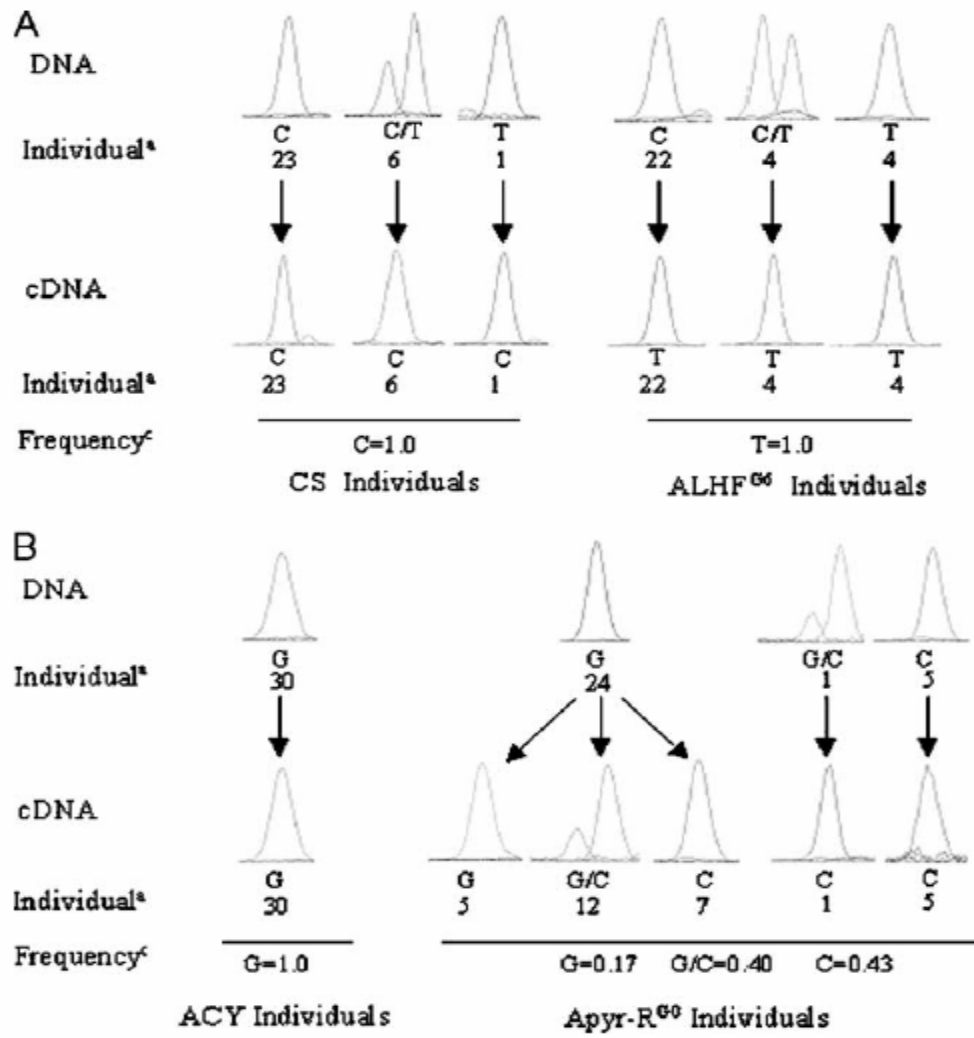 A
DNA
C C/T T C C/T T
Individualᵃ 23 6 1 22 4 4
cDNA
C C C T T T
Individualᵃ 23 6 1 22 4 4
Frequencyᶜ C=1.0 T=1.0
CS Individuals ALHFᴳ⁶ Individuals
B
DNA
G G G/C C
Individualᵃ 30 24 1 5
cDNA
G G G/C C C C
Individualᵃ 30 5 12 7 1 5
Frequencyᶜ G=1.0 G=0.17 G/C=0.40 C=0.43
ACY Individuals Apyr-Rᴳ⁰ Individuals